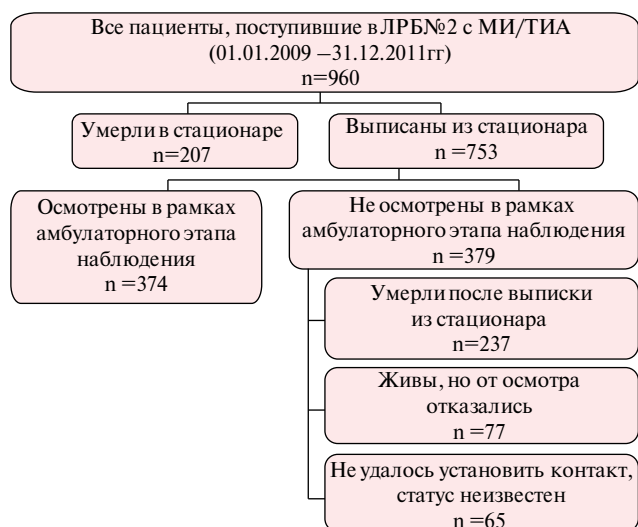 Все пациенты, поступившие в ЛРБ№2 с МИ/ТИА
(01.01.2009 –31.12.2011гг)
n=960
Умерли в стационаре
n=207
Выписаны из стационара
n =753
Осмотрены в рамках
амбулаторного этапа
наблюдения
n =374
Не осмотрены в рамках
амбулаторного этапа наблюдения
n =379
Умерли после выписки
из стационара
n=237
Живы, но от осмотра
отказались
n =77
Не удалось установить контакт,
статус неизвестен
n =65